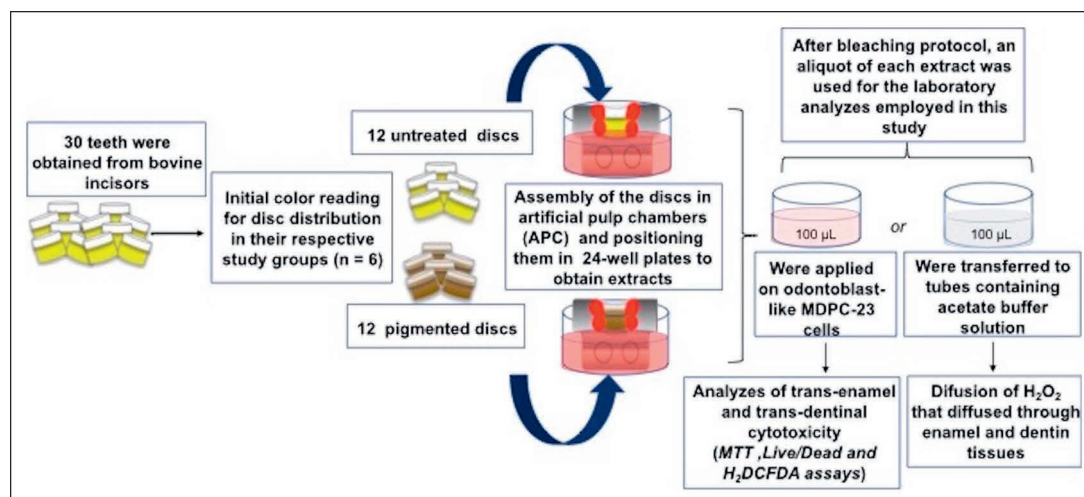 30 teeth were
obtained from bovine
incisors
Initial color reading
for disc distribution
in their respective
study groups (n = 6)
12 untreated discs
12 pigmented discs
Assembly of the discs in
artificial pulp chambers
(APC) and positioning
them in 24-well plates to
obtain extracts
After bleaching protocol, an
aliquot of each extract was
used for the laboratory
analyzes employed in this
study
100 µL
or
100 µL
Were applied
on odontoblast-
like MDPC-23
cells
Were transferred to
tubes containing
acetate buffer
solution
Analyzes of trans-enamel
and trans-dentinal
cytotoxicity
(MTT ,Live/Dead and
H₂DCFDA assays)
Difusion of H₂O₂
that diffused through
enamel and dentin
tissues